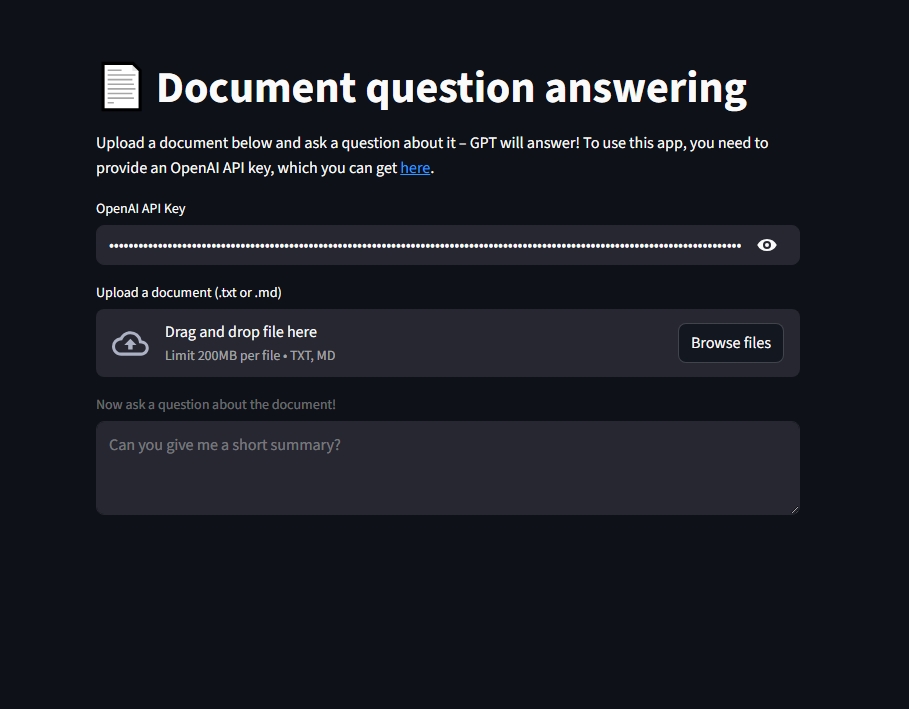 Document question answering
Upload a document below and ask a question about it – GPT will answer! To use this app, you need to
provide an OpenAI API key, which you can get here.
OpenAI API Key
Upload a document (.txt or .md)
Drag and drop file here
Limit 200MB per file • TXT, MD
Browse files
Now ask a question about the document!
Can you give me a short summary?